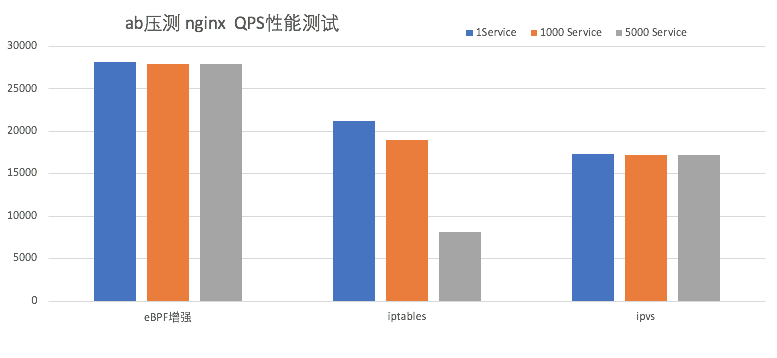 ab压测 nginx QPS性能测试
1Service
1000 Service
5000 Service
30000
25000
20000
15000
10000
5000
0
eBPF增强
iptables
ipvs